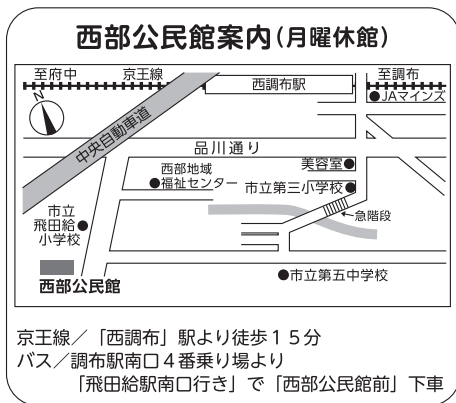 西部公民館案内(月曜休館)
至府中
京王線
西調布駅
至調布
JAマインズ
N
中央自動車道
品川通り
美容室
西部地域
福祉センター
市立第三小学校
急階段
市立
飛田給
小学校
西部公民館
市立第五中学校
京王線/「西調布」駅より徒歩15分
バス/調布駅南口4番乗り場より
「飛田給駅南口行き」で「西部公民館前」下車